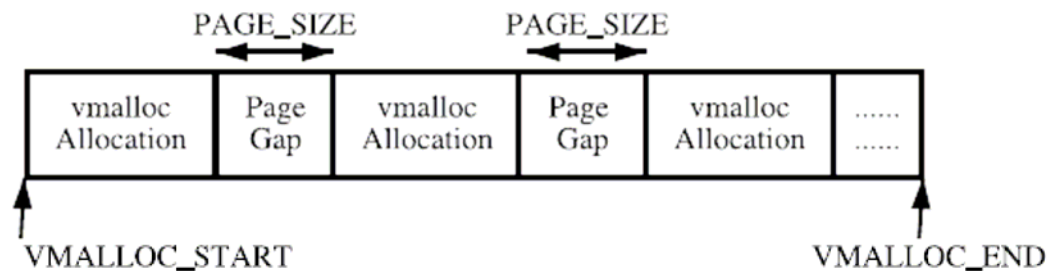 PAGE_SIZE PAGE_SIZE
vmalloc Page vmalloc Page vmalloc ......
Allocation Gap Allocation Gap Allocation ......
VMALLOC_START VMALLOC_END